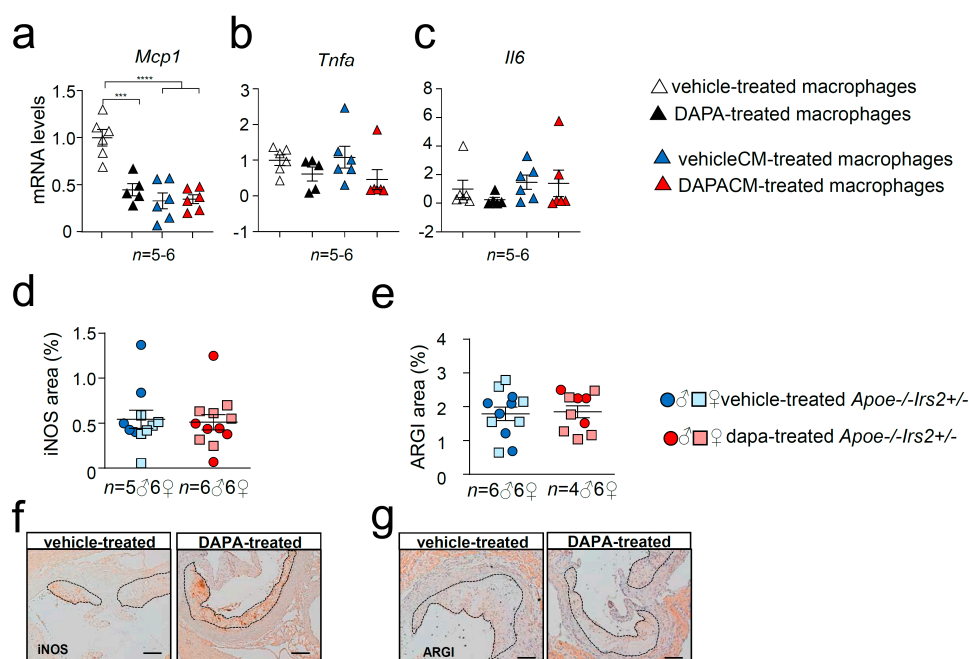 a
Mcp1
mRNA levels
1.5
1.0
0.5
0
***
****
n=5-6
b
Tnfa
3
2
1
0
-1
n=5-6
c
Il6
8
6
4
2
0
-2
n=5-6
vehicle-treated macrophages
DAPA-treated macrophages
vehicleCM-treated macrophages
DAPACM-treated macrophages
d
iNOS area (%)
1.5
1.0
0.5
0
n=5♂6♀
n=6♂6♀
e
ARGI area (%)
4
3
2
1
0
n=6♂6♀
n=4♂6♀
♂♀vehicle-treated Apoe-/-Irs2+/-
♂♀ dapa-treated Apoe-/-Irs2+/-
f
vehicle-treated
DAPA-treated
iNOS
g
vehicle-treated
DAPA-treated
ARGI